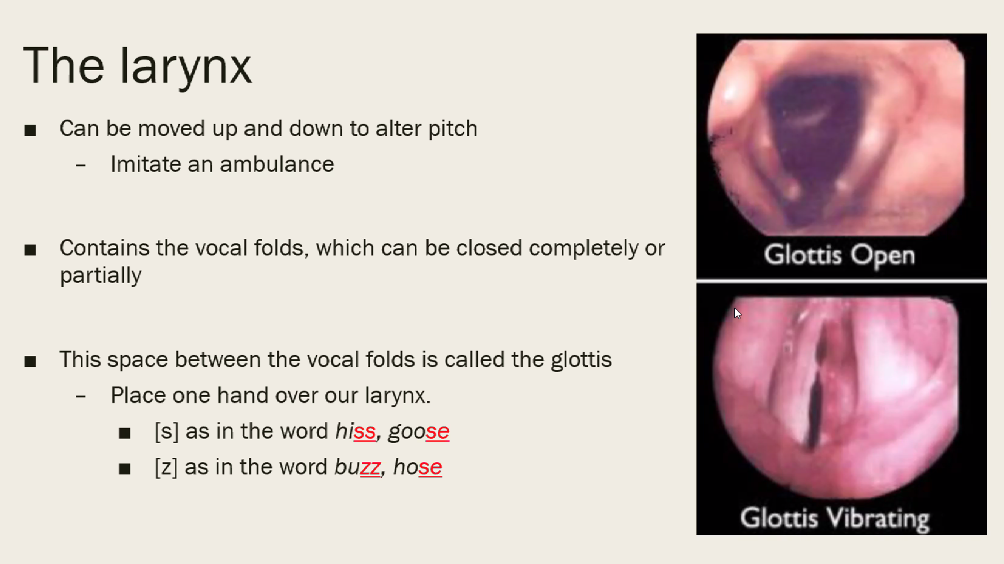 The larynx
■ Can be moved up and down to alter pitch
– Imitate an ambulance
■ Contains the vocal folds, which can be closed completely or
partially
■ This space between the vocal folds is called the glottis
– Place one hand over our larynx.
■ [s] as in the word hiss, goose
■ [z] as in the word buzz, hose
Glottis Open
Glottis Vibrating